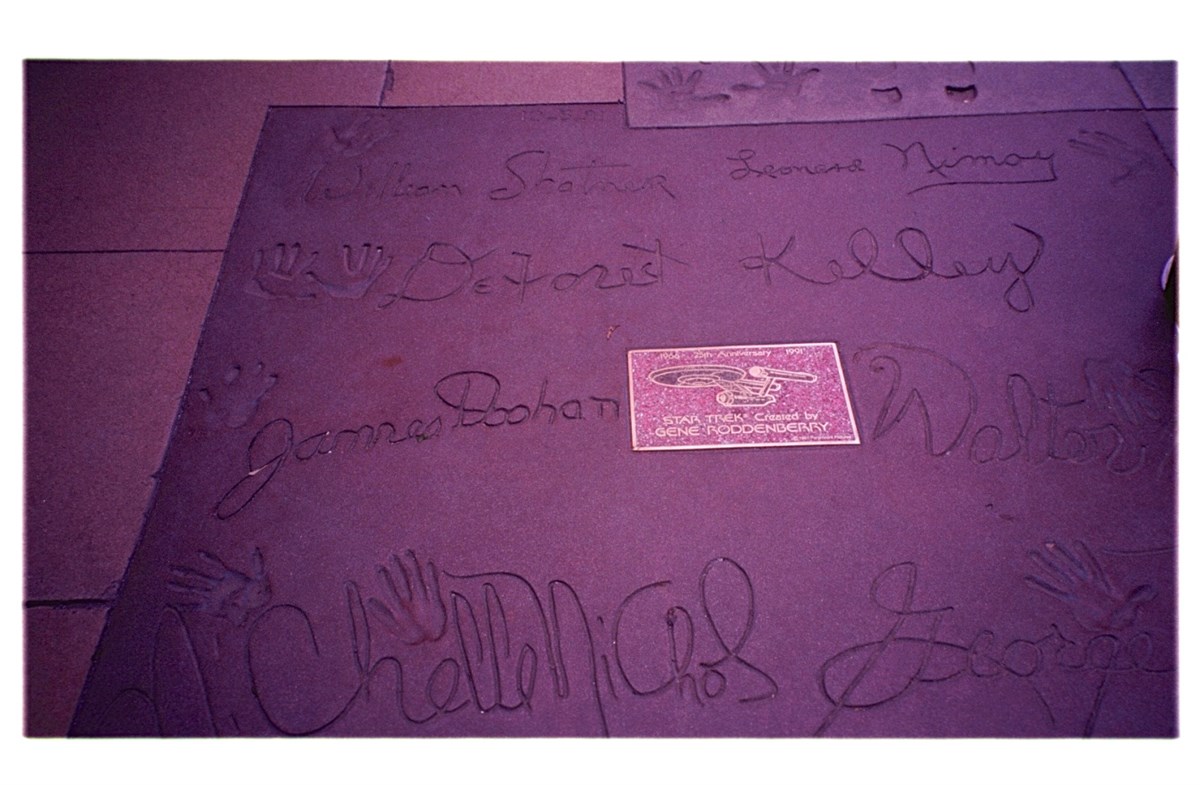 William Shatner Leonard Nimoy
DeForest Kelley
1966 25th Anniversary 1991
STAR TREK® Created by
GENE RODDENBERRY
James Doohan
Walter
Nichelle Nichols
George